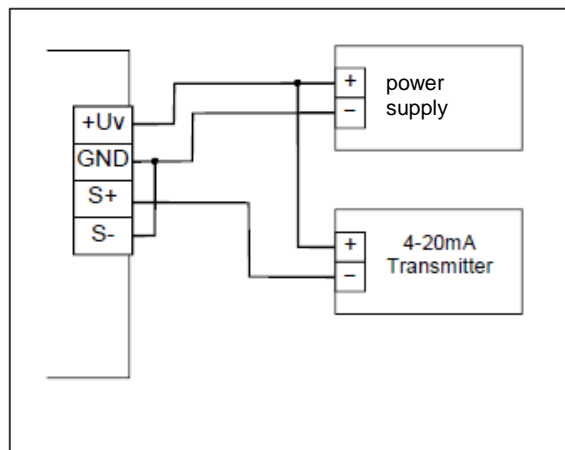 +Uv
GND
S+
S-
+
−
power
supply
+
−
4-20mA
Transmitter